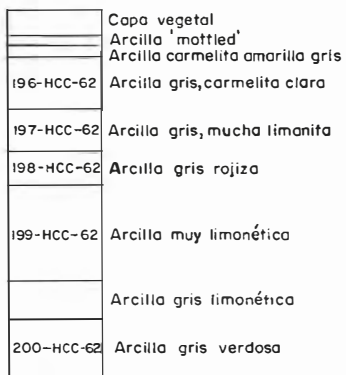 Capa vegetal
Arcilla 'mottled'
Arcilla carmelita amarilla gris
196-HCC-62 Arcilla gris, carmelita clara
197-HCC-62 Arcilla gris, mucha limonita
198-HCC-62 Arcilla gris rojiza
199-HCC-62 Arcilla muy limonética
Arcilla gris limonética
200-HCC-62 Arcilla gris verdosa